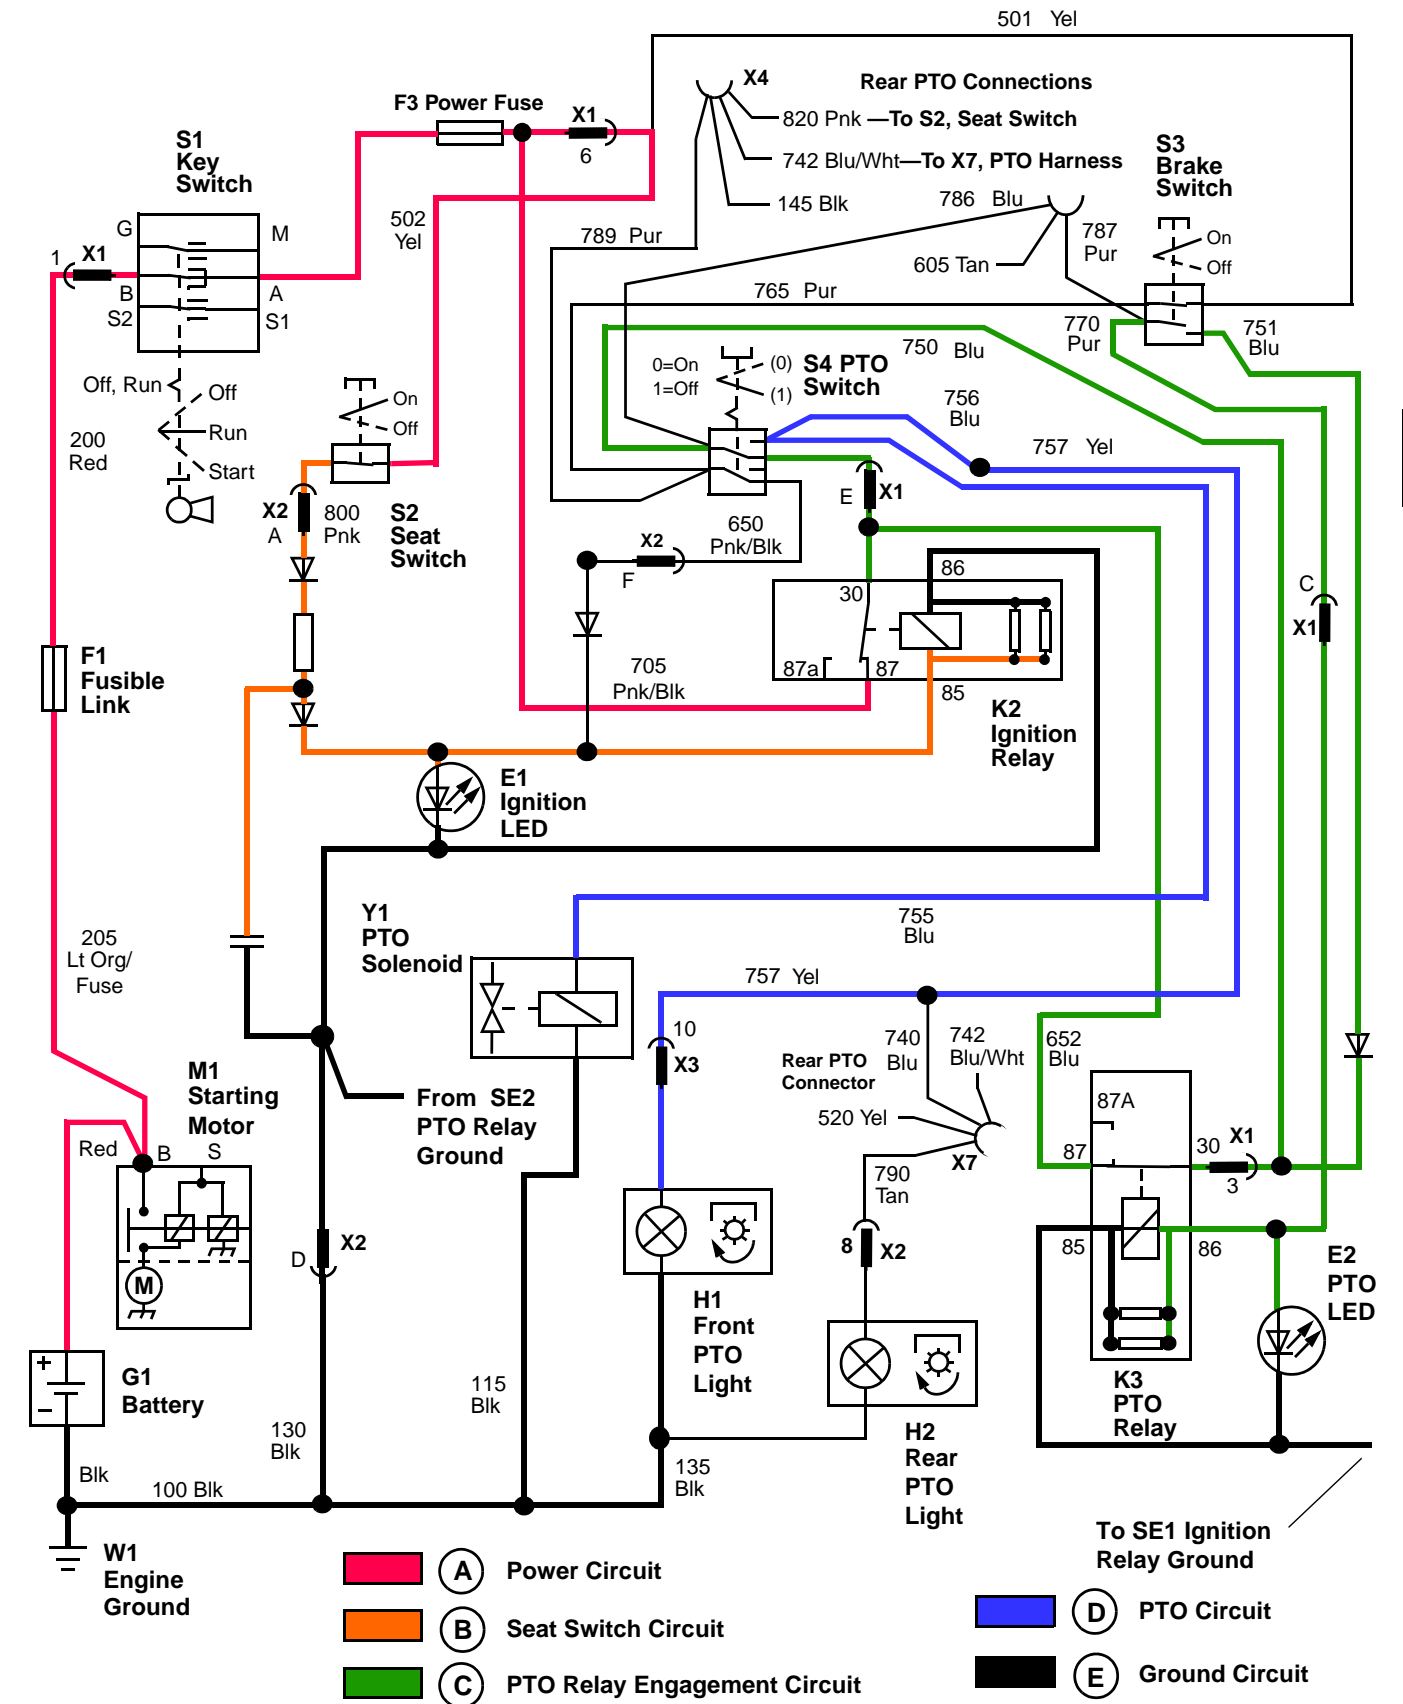 501 Yel
X4
Rear PTO Connections
F3 Power Fuse
X1
6
820 Pnk —To S2, Seat Switch
742 Blu/Wht—To X7, PTO Harness
145 Blk
S1
Key
Switch
S3
Brake
Switch
786 Blu
787
Pur
On
Off
605 Tan
502
Yel
789 Pur
765 Pur
G
M
1
X1
B
A
S2
S1
770
Pur
751
Blu
750 Blu
0=On
1=Off
(0)
(1)
S4 PTO
Switch
756
Blu
757 Yel
Off, Run
Off
Run
Start
On
Off
200
Red
X2
A
800
Pnk
S2
Seat
Switch
E
X1
650
Pnk/Blk
X2
F
86
30
87a
87
85
C
X1
F1
Fusible
Link
705
Pnk/Blk
K2
Ignition
Relay
E1
Ignition
LED
Y1
PTO
Solenoid
755
Blu
205
Lt Org/
Fuse
757 Yel
10
X3
740
Blu
742
Blu/Wht
Rear PTO
Connector
520 Yel
X7
790
Tan
652
Blu
M1
Starting
Motor
From SE2
PTO Relay
Ground
Red
B
S
M
87A
87
30
X1
3
85
86
D
X2
8
X2
E2
PTO
LED
H1
Front
PTO
Light
K3
PTO
Relay
G1
Battery
+
−
115
Blk
130
Blk
H2
Rear
PTO
Light
135
Blk
Blk
100 Blk
To SE1 Ignition
Relay Ground
W1
Engine
Ground
A Power Circuit
B Seat Switch Circuit
C PTO Relay Engagement Circuit
D PTO Circuit
E Ground Circuit